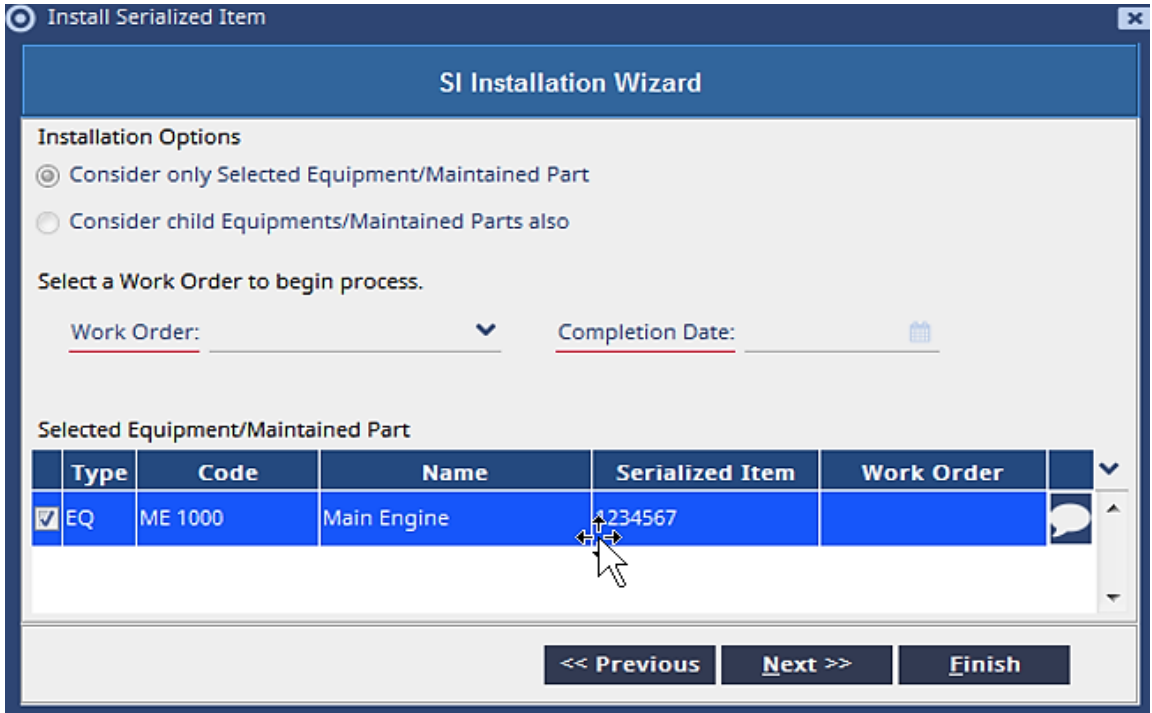 Install Serialized Item
SI Installation Wizard
Installation Options
Consider only Selected Equipment/Maintained Part
Consider child Equipments/Maintained Parts also
Select a Work Order to begin process.
Work Order: Completion Date:
Selected Equipment/Maintained Part
Type Code Name Serialized Item Work Order
EQ ME 1000 Main Engine 1234567
<< Previous Next >> Finish